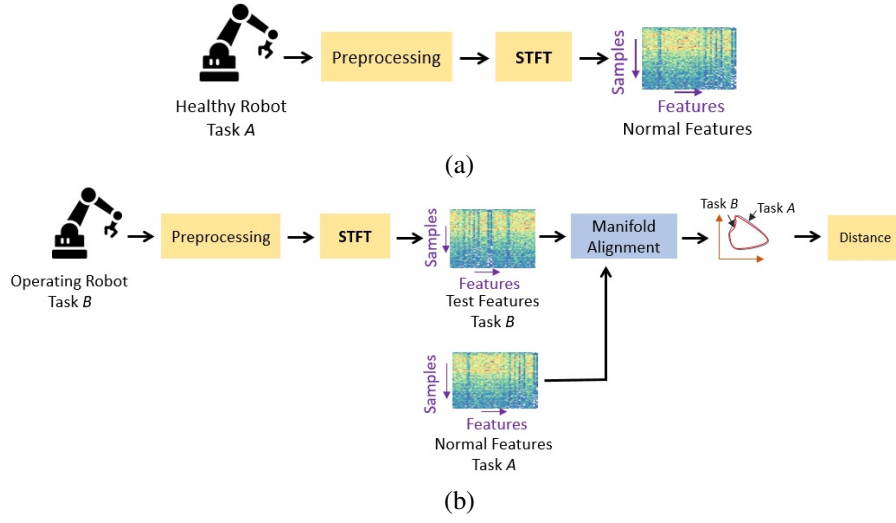 Preprocessing
STFT
Samples
Features
Normal Features
Healthy Robot
Task A
(a)
Task B
Task A
Preprocessing
STFT
Samples
Manifold
Alignment
Distance
Features
Test Features
Task B
Operating Robot
Task B
Samples
Features
Normal Features
Task A
(b)